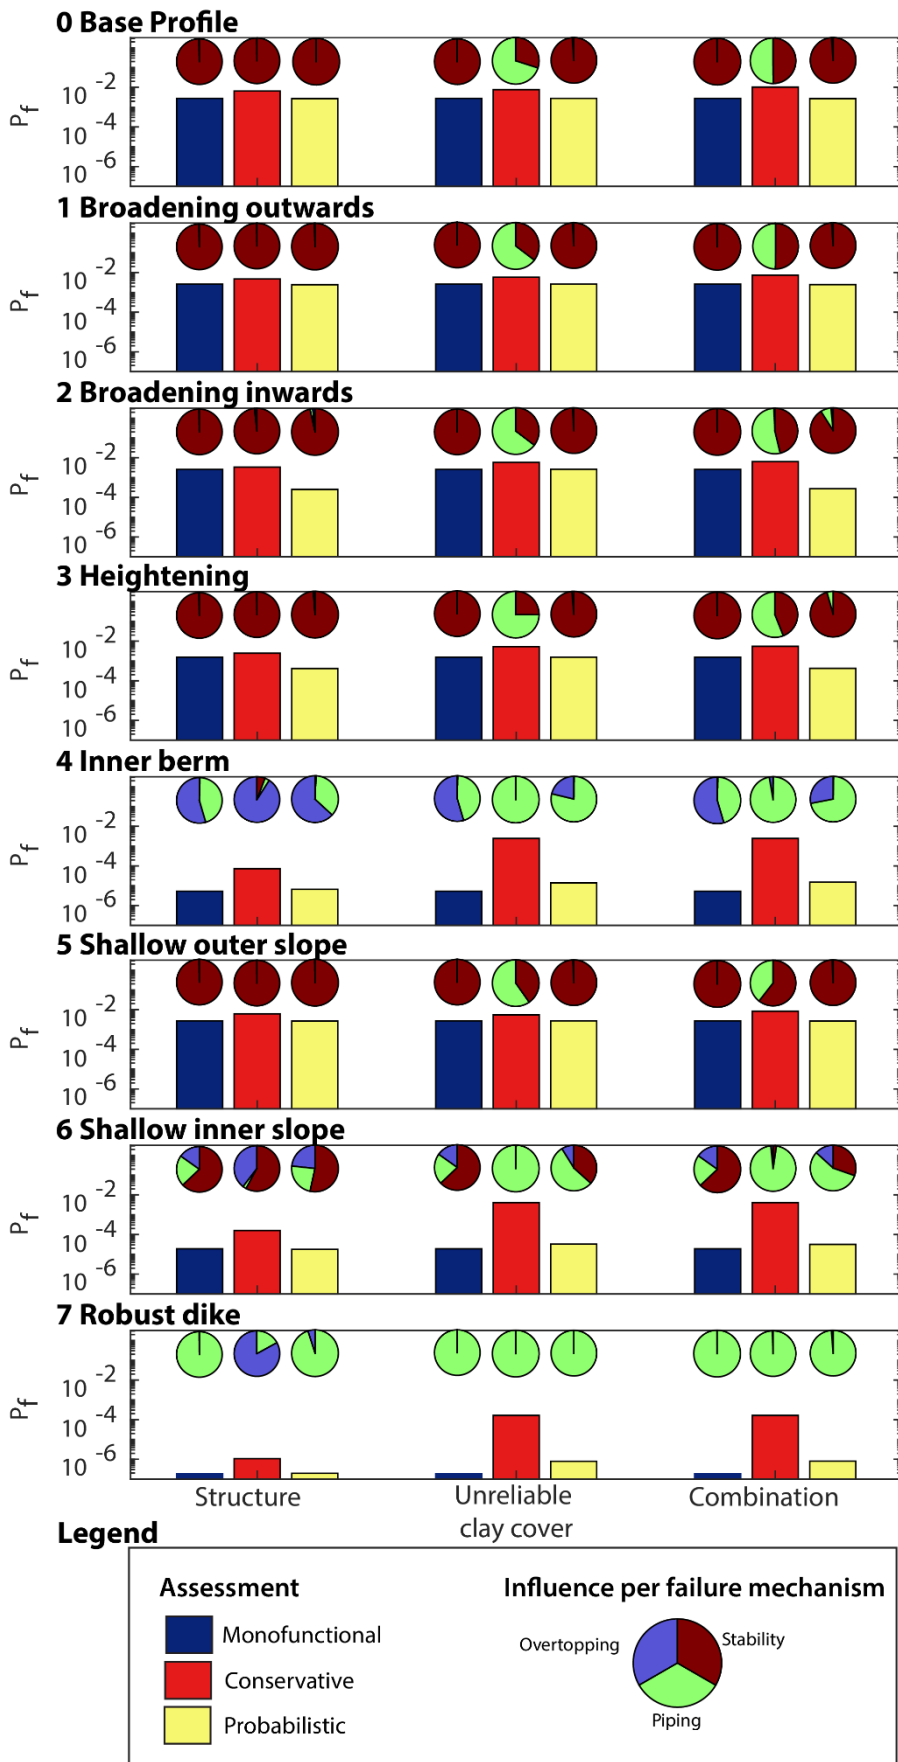 0 Base Profile
P_f
10 -2
10 -4
10 -6
1 Broadening outwards
P_f
10 -2
10 -4
10 -6
2 Broadening inwards
P_f
10 -2
10 -4
10 -6
3 Heightening
P_f
10 -2
10 -4
10 -6
4 Inner berm
P_f
10 -2
10 -4
10 -6
5 Shallow outer slope
P_f
10 -2
10 -4
10 -6
6 Shallow inner slope
P_f
10 -2
10 -4
10 -6
7 Robust dike
P_f
10 -2
10 -4
10 -6
Structure
Unreliable
clay cover
Combination
Legend
Assessment
Monofunctional
Conservative
Probabilistic
Influence per failure mechanism
Overtopping
Stability
Piping